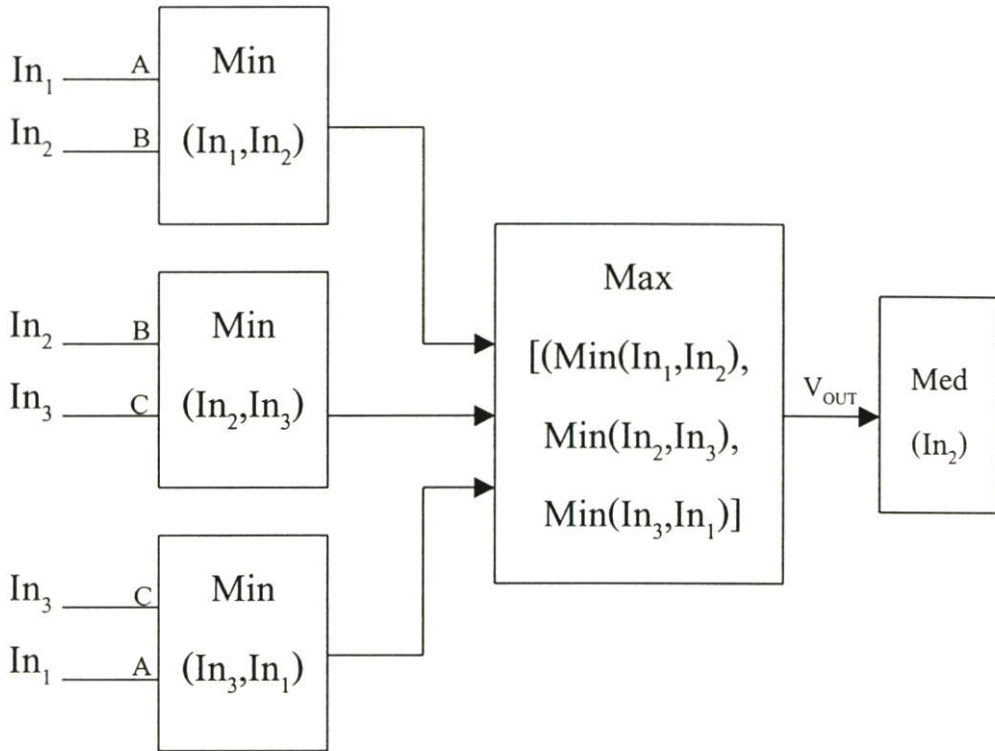 In₁
A
In₂
B
Min
(In₁,In₂)
In₂
B
In₃
C
Min
(In₂,In₃)
In₃
C
In₁
A
Min
(In₃,In₁)
Max
[(Min(In₁,In₂),
Min(In₂,In₃),
Min(In₃,In₁)]
V_OUT
Med
(In₂)